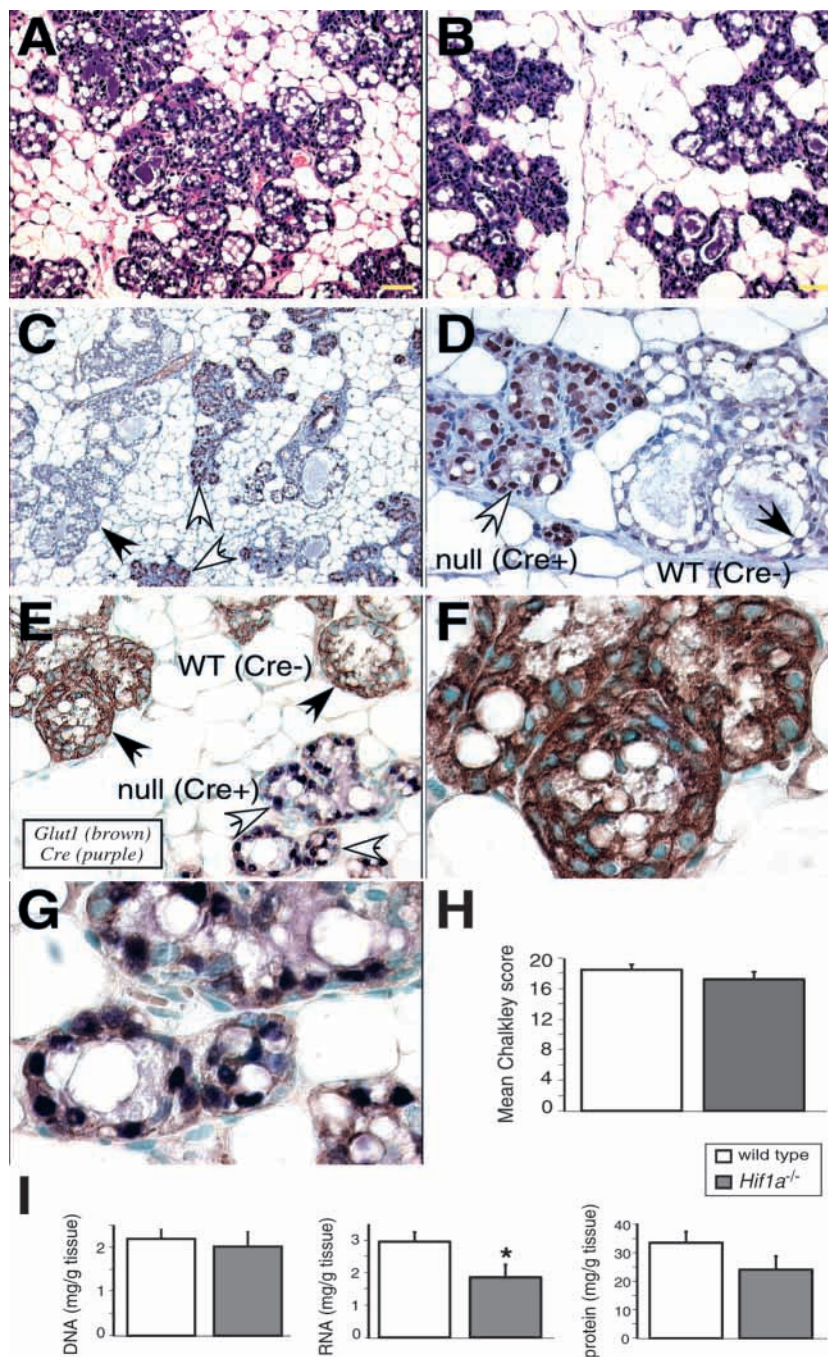 A
B
C
D
null (Cre+)
WT (Cre-)
E
WT (Cre-)
null (Cre+)
Glut1 (brown)
Cre (purple)
F
G
H
Mean Chalkley score
20
16
12
8
4
0
wild type
Hif1a-/-
I
DNA (mg/g tissue)
2
1
0
RNA (mg/g tissue)
3
2
1
0
*
protein (mg/g tissue)
40
30
20
10
0